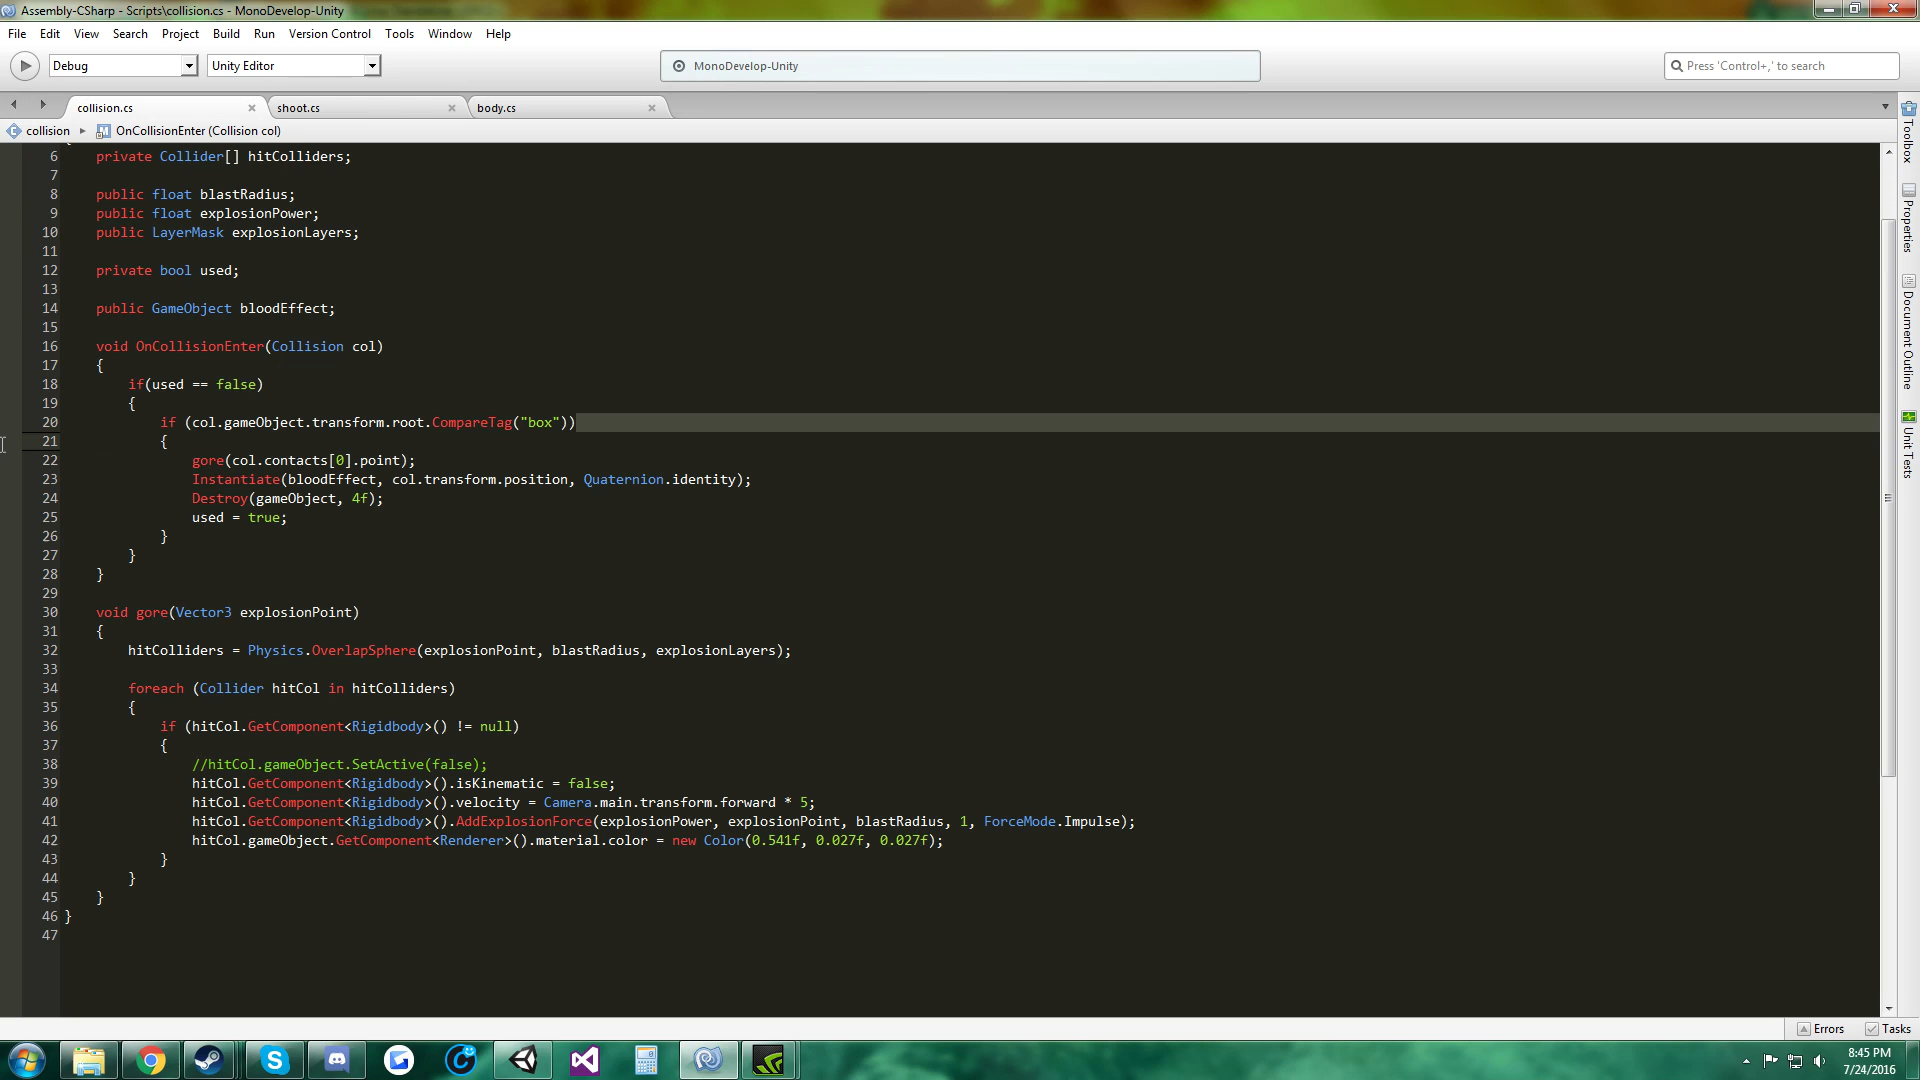 Assembly-CSharp - Scripts\collision.cs - MonoDevelop-Unity
File Edit View Search Project Build Run Version Control Tools Window Help
Debug Unity Editor MonoDevelop-Unity Press 'Control+,' to search
collision.cs shoot.cs body.cs
collision OnCollisionEnter (Collision col)
6 private Collider[] hitColliders;
7
8 public float blastRadius;
9 public float explosionPower;
10 public LayerMask explosionLayers;
11
12 private bool used;
13
14 public GameObject bloodEffect;
15
16 void OnCollisionEnter(Collision col)
17 {
18 if(used == false)
19 {
20 if (col.gameObject.transform.root.CompareTag("box"))
21 {
22 gore(col.contacts[0].point);
23 Instantiate(bloodEffect, col.transform.position, Quaternion.identity);
24 Destroy(gameObject, 4f);
25 used = true;
26 }
27 }
28 }
29
30 void gore(Vector3 explosionPoint)
31 {
32 hitColliders = Physics.OverlapSphere(explosionPoint, blastRadius, explosionLayers);
33
34 foreach (Collider hitCol in hitColliders)
35 {
36 if (hitCol.GetComponent<Rigidbody>() != null)
37 {
38 //hitCol.gameObject.SetActive(false);
39 hitCol.GetComponent<Rigidbody>().isKinematic = false;
40 hitCol.GetComponent<Rigidbody>().velocity = Camera.main.transform.forward * 5;
41 hitCol.GetComponent<Rigidbody>().AddExplosionForce(explosionPower, explosionPoint, blastRadius, 1, ForceMode.Impulse);
42 hitCol.gameObject.GetComponent<Renderer>().material.color = new Color(0.541f, 0.027f, 0.027f);
43 }
44 }
45 }
46 }
47
Toolbox
Properties
Document Outline
Unit Tests
Errors Tasks
8:45 PM
7/24/2016